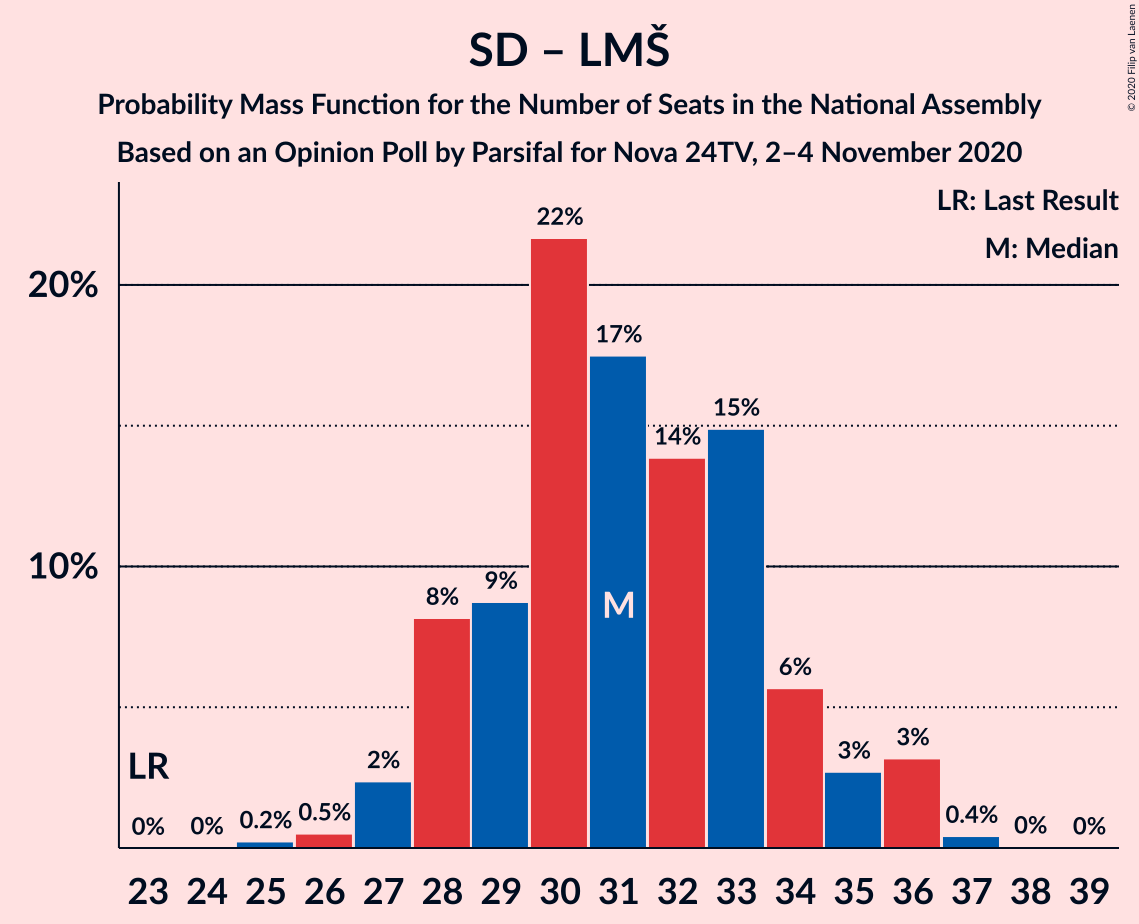 SD – LMŠ
Probability Mass Function for the Number of Seats in the National Assembly
Based on an Opinion Poll by Parsifal for Nova 24TV, 2–4 November 2020
© 2020 Filip van Laenen
LR: Last Result
M: Median
20%
10%
LR
0%
0%
0.2%
0.5%
2%
8%
9%
22%
17%
M
14%
15%
6%
3%
3%
0.4%
0%
0%
23 24 25 26 27 28 29 30 31 32 33 34 35 36 37 38 39